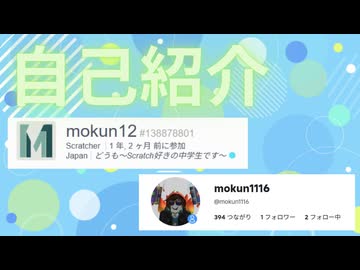 自己紹介
mokun12 #138878801
Scratcher 1 年, 2 ヶ月 前に参加
Japan どうも～Scratch好きの中学生です～
mokun1116
@mokun1116
394 つながり 1 フォロワー 2 フォロー中